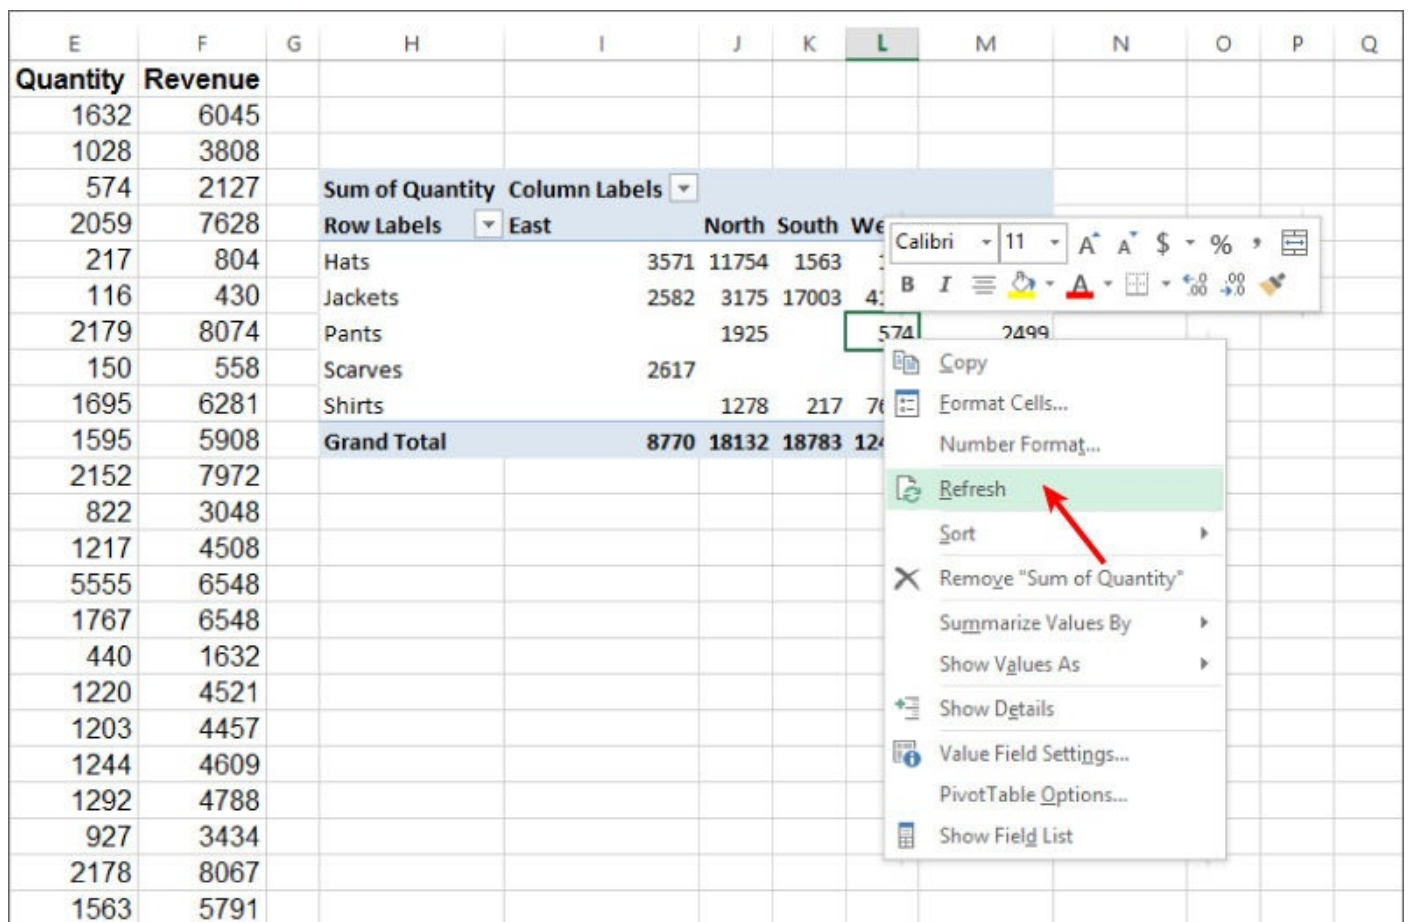 E F G H I J K L M N O P Q
Quantity Revenue
1632 6045
1028 3808
574 2127 Sum of Quantity Column Labels
2059 7628 Row Labels East North South
217 804 Hats 3571 11754 1563
116 430 Jackets 2582 3175 17003
2179 8074 Pants 1925 574 2499
150 558 Scarves 2617
1695 6281 Shirts 1278 217
1595 5908 Grand Total 8770 18132 18783
2152 7972
822 3048
1217 4508
5555 6548
1767 6548
440 1632
1220 4521
1203 4457
1244 4609
1292 4788
927 3434
2178 8067
1563 5791
Calibri 11 A A $ % ,
B I A .0 .00 .00 .0
Copy
Format Cells...
Number Format...
Refresh
Sort
Remove "Sum of Quantity"
Summarize Values By
Show Values As
Show Details
Value Field Settings...
PivotTable Options...
Show Field List